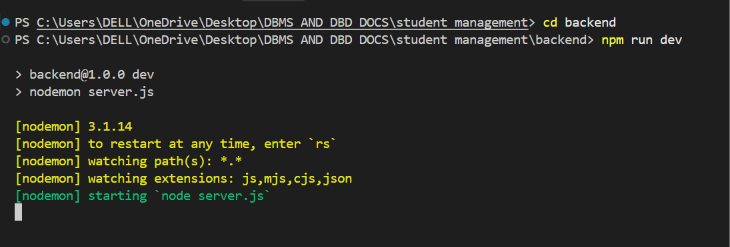 PS C:\Users\DELL\OneDrive\Desktop\DBMS AND DBD DOCS\student management> cd backend
PS C:\Users\DELL\OneDrive\Desktop\DBMS AND DBD DOCS\student management\backend> npm run dev
> backend@1.0.0 dev
> nodemon server.js
[nodemon] 3.1.14
[nodemon] to restart at any time, enter `rs`
[nodemon] watching path(s): *.*
[nodemon] watching extensions: js,mjs,cjs,json
[nodemon] starting `node server.js`